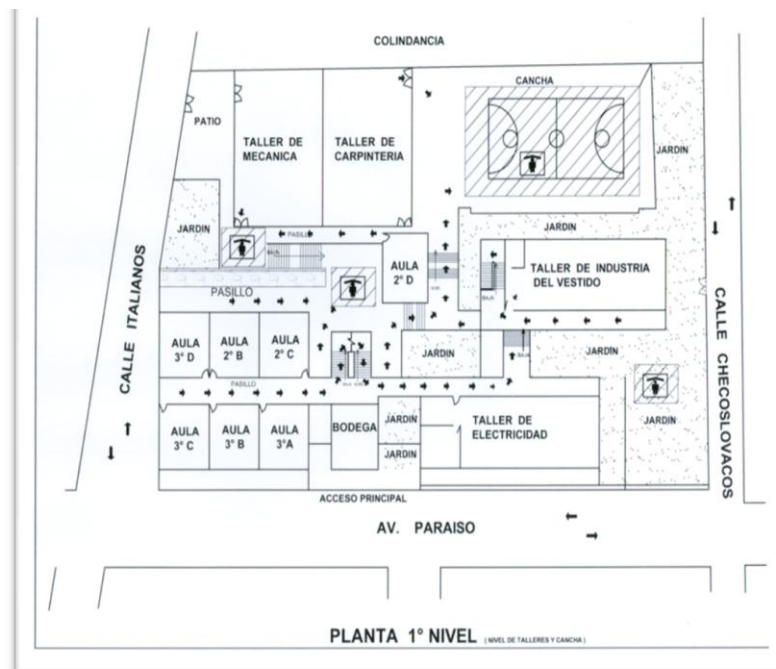 COLINDANCIA
CANCHA
PATIO
TALLER DE
MECANICA
TALLER DE
CARPINTERIA
JARDIN
JARDIN
PASILLO
JARDIN
BAJA
AULA
2° D
TALLER DE INDUSTRIA
DEL VESTIDO
PASILLO
BAJA
CALLE ITALIANOS
CALLE CHECOSLOVACOS
AULA
3° D
AULA
2° B
AULA
2° C
JARDIN
JARDIN
BAJA
PASILLO
AULA
3° C
AULA
3° B
AULA
3°A
BODEGA
JARDIN
JARDIN
TALLER DE
ELECTRICIDAD
JARDIN
ACCESO PRINCIPAL
AV. PARAISO
PLANTA 1° NIVEL (NIVEL DE TALLERES Y CANCHA)